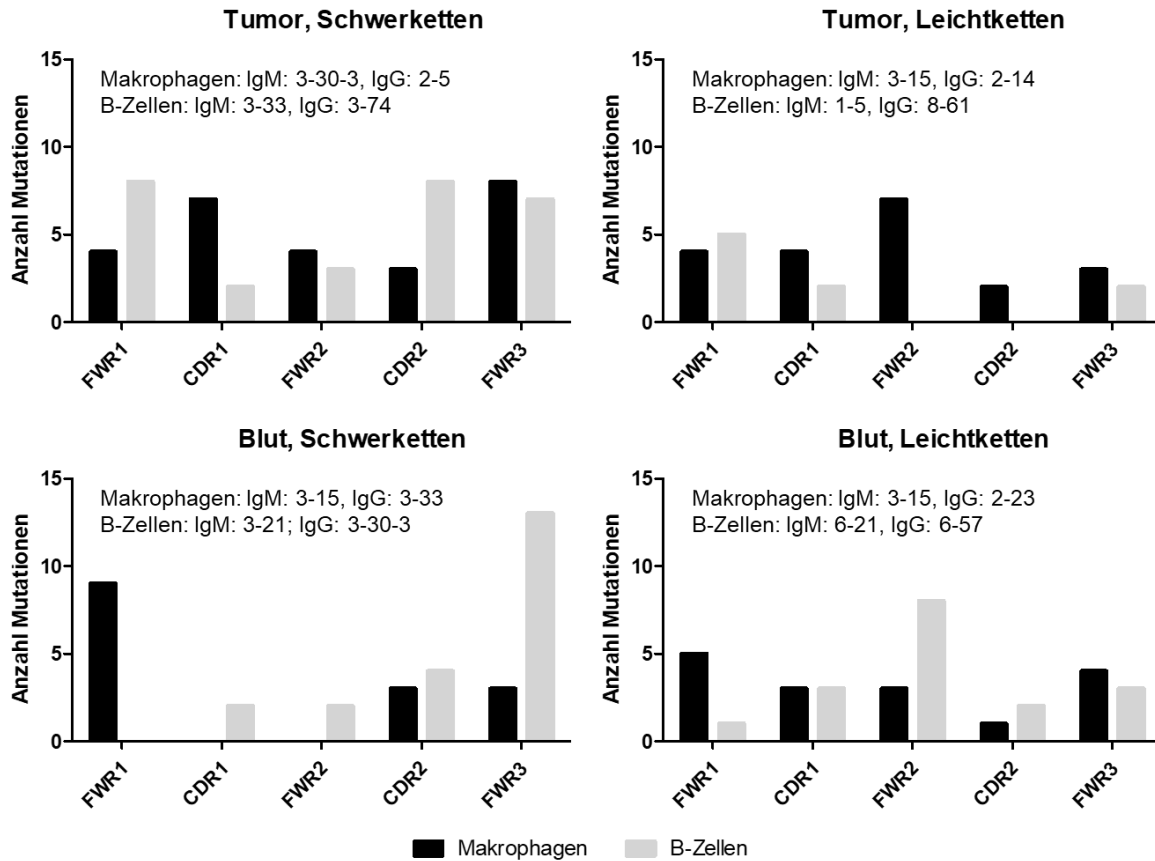 Tumor, Schwerketten
Anzahl Mutationen
15
10
5
0
Makrophagen: IgM: 3-30-3, IgG: 2-5
B-Zellen: IgM: 3-33, IgG: 3-74
FWR1
CDR1
FWR2
CDR2
FWR3
Tumor, Leichtketten
Anzahl Mutationen
15
10
5
0
Makrophagen: IgM: 3-15, IgG: 2-14
B-Zellen: IgM: 1-5, IgG: 8-61
FWR1
CDR1
FWR2
CDR2
FWR3
Blut, Schwerketten
Anzahl Mutationen
15
10
5
0
Makrophagen: IgM: 3-15, IgG: 3-33
B-Zellen: IgM: 3-21; IgG: 3-30-3
FWR1
CDR1
FWR2
CDR2
FWR3
Blut, Leichtketten
Anzahl Mutationen
15
10
5
0
Makrophagen: IgM: 3-15, IgG: 2-23
B-Zellen: IgM: 6-21, IgG: 6-57
FWR1
CDR1
FWR2
CDR2
FWR3
Makrophagen
B-Zellen